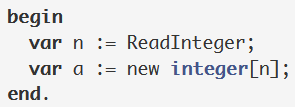 begin
  var n := ReadInteger;
  var a := new integer[n];
end.